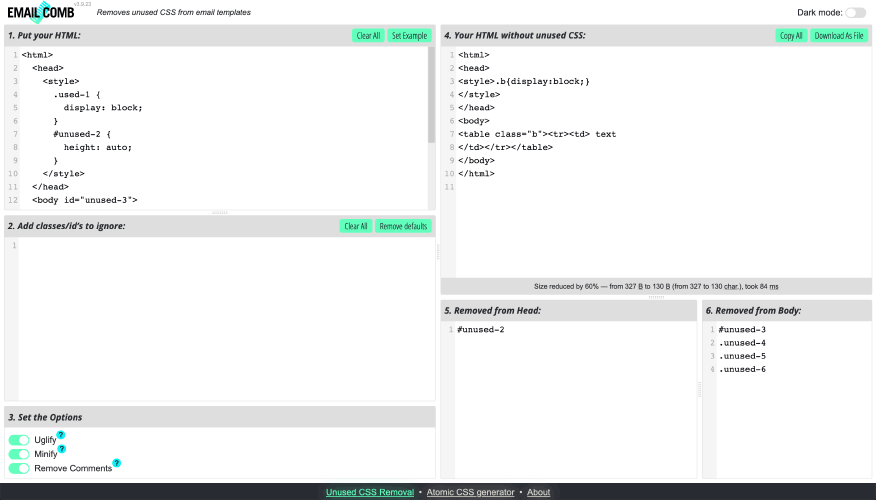 EMAIL COMB v3.0.23 Removes unused CSS from email templates Dark mode:
1. Put your HTML: Clear All Set Example
1 <html>
2 <head>
3 <style>
4 .used-1 {
5 display: block;
6 }
7 #unused-2 {
8 height: auto;
9 }
10 </style>
11 </head>
12 <body id="unused-3">
2. Add classes/id's to ignore: Clear All Remove defaults
1
3. Set the Options
Uglify ?
Minify ?
Remove Comments ?
4. Your HTML without unused CSS: Copy All Download As File
1 <html>
2 <head>
3 <style>.b{display:block;}
4 </style>
5 </head>
6 <body>
7 <table class="b"><tr><td> text
8 </td></tr></table>
9 </body>
10 </html>
11
Size reduced by 60% — from 327 B to 130 B (from 327 to 130 char.), took 84 ms
5. Removed from Head:
1 #unused-2
6. Removed from Body:
1 #unused-3
2 .unused-4
3 .unused-5
4 .unused-6
Unused CSS Removal • Atomic CSS generator • About